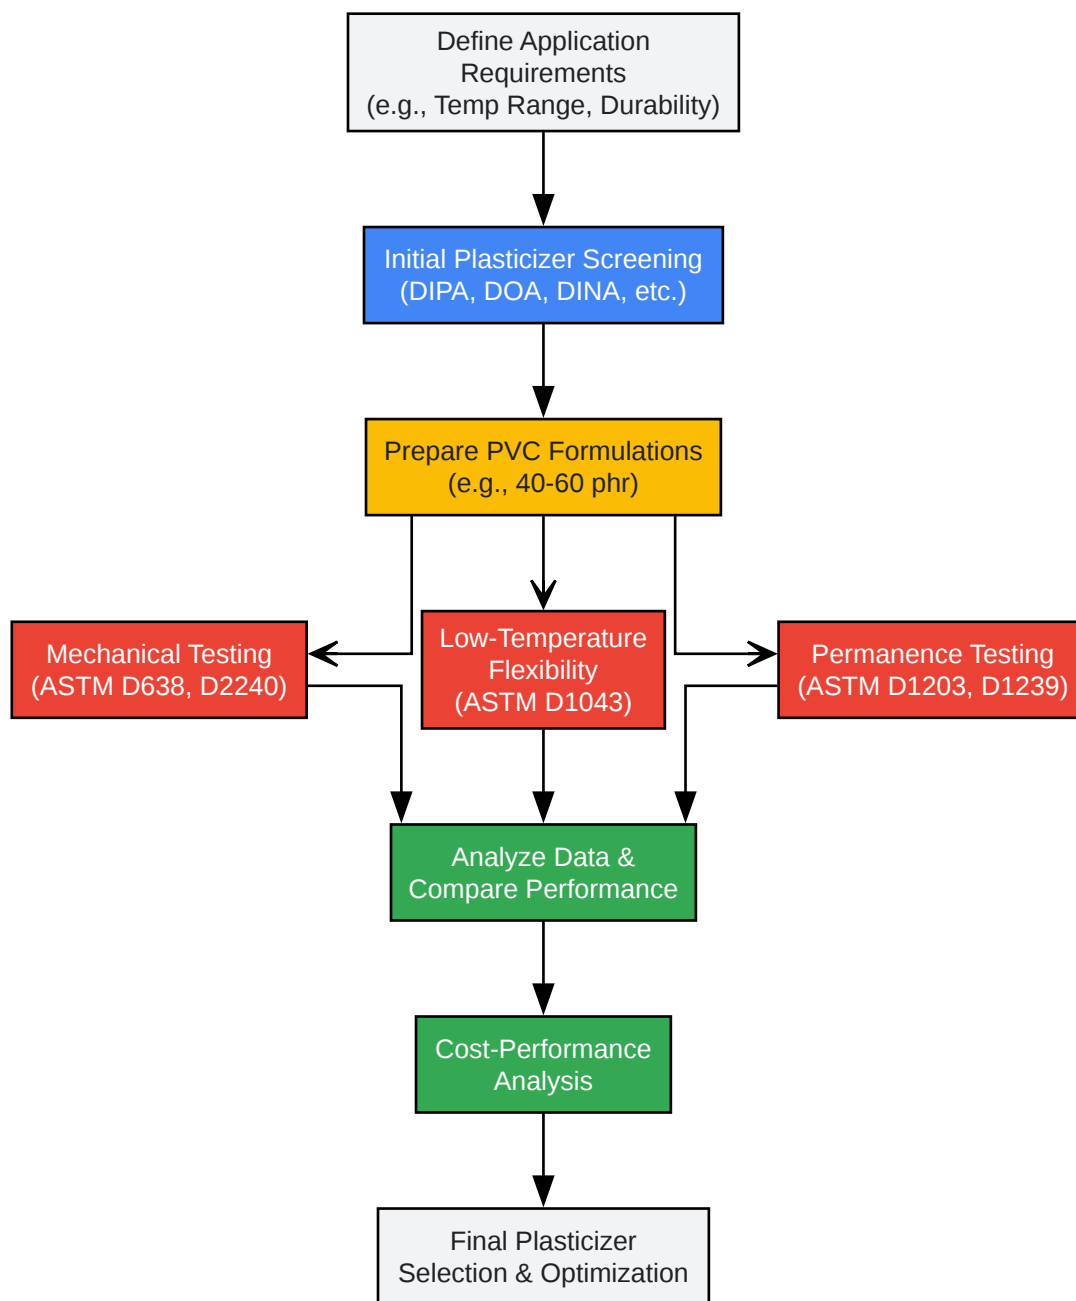 Define Application
Requirements
(e.g., Temp Range, Durability)
Initial Plasticizer Screening
(DIPA, DOA, DINA, etc.)
Prepare PVC Formulations
(e.g., 40-60 phr)
Mechanical Testing
(ASTM D638, D2240)
Low-Temperature
Flexibility
(ASTM D1043)
Permanence Testing
(ASTM D1203, D1239)
Analyze Data &
Compare Performance
Cost-Performance
Analysis
Final Plasticizer
Selection & Optimization